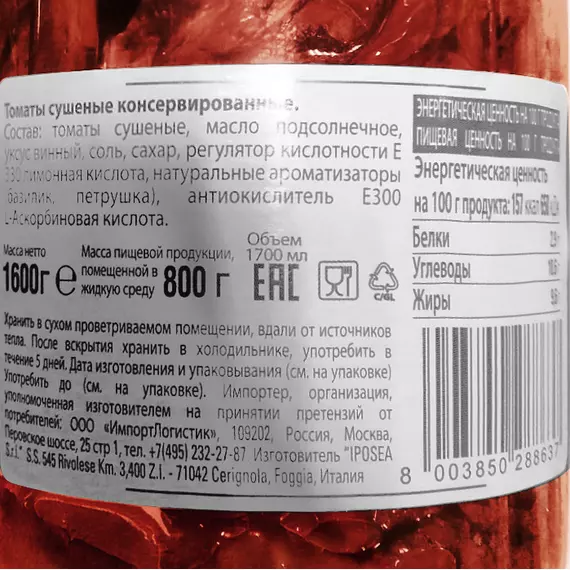 Томаты сушеные консервированные.
Состав: томаты сушеные, масло подсолнечное,
уксус винный, соль, сахар, регулятор кислотности Е
330 лимонная кислота, натуральные ароматизаторы
(базилик, петрушка), антиокислитель Е300
L-Аскорбиновая кислота.
Масса нетто
1600г e
Масса пищевой продукции,
помещенной в
жидкую среду 800 г
Объем
1700 мл
EAC
C/GL
Хранить в сухом проветриваемом помещении, вдали от источников
тепла. После вскрытия хранить в холодильнике, употребить в
течение 5 дней. Дата изготовления и упаковывания (см. на упаковке)
Употребить до (см. на упаковке). Импортер, организация,
уполномоченная изготовителем на принятии претензий от
потребителей: ООО «ИмпортЛогистик», 109202, Россия, Москва,
Перовское шоссе, 25 стр 1, тел. +7(495) 232-27-87 Изготовитель "IPOSEA
S.r.l." S.S. 545 Rivolese Km. 3,400 Z.I. - 71042 Cerignola, Foggia, Италия
ЭНЕРГЕТИЧЕСКАЯ ЦЕННОСТЬ НА 100 Г
ПИЩЕВАЯ ЦЕННОСТЬ НА 100 Г
Энергетическая ценность
на 100 г продукта: 157 ккал
Белки
Углеводы
Жиры
8 003850 288637